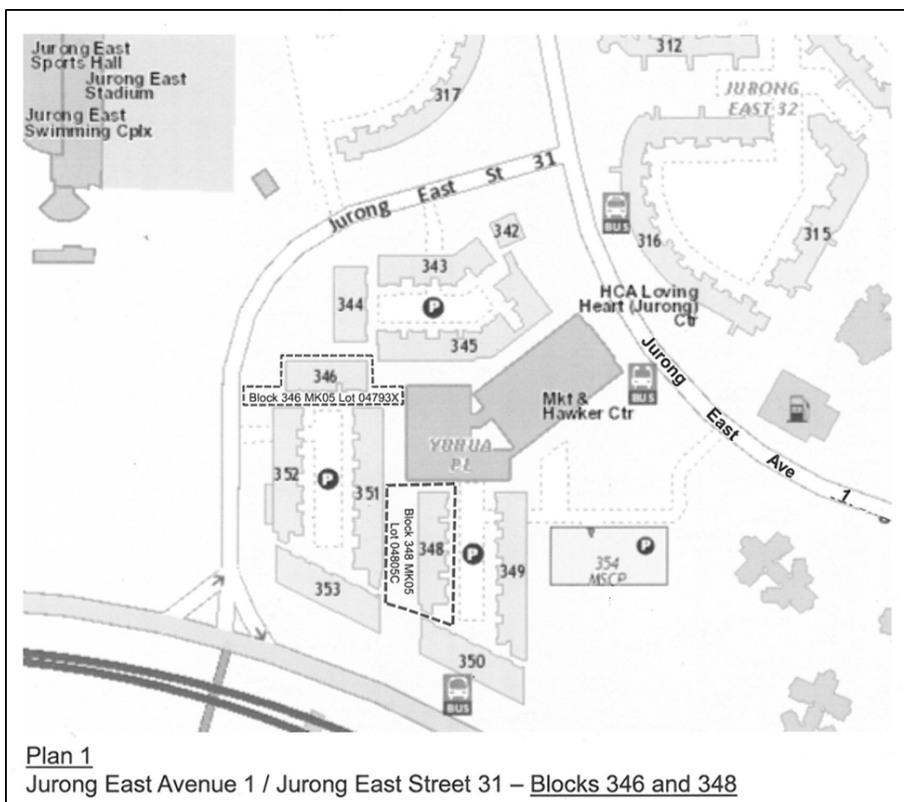 Jurong East
Sports Hall
Jurong East
Stadium
Jurong East
Swimming Cplx
317
312
JURONG
EAST 32
Jurong East St 31
BUS
316
315
342
343
344
P
345
HCA Loving
Heart (Jurong)
Ctr
346
Block 346 MK05 Lot 04793X
Mkt &
Hawker Ctr
BUS
Jurong East Ave 1
YUHUA
PL
352
P
351
Block 348 MK05
Lot 04805C
348
P
349
354
MSCP
P
353
350
BUS
Plan 1
Jurong East Avenue 1 / Jurong East Street 31 – Blocks 346 and 348